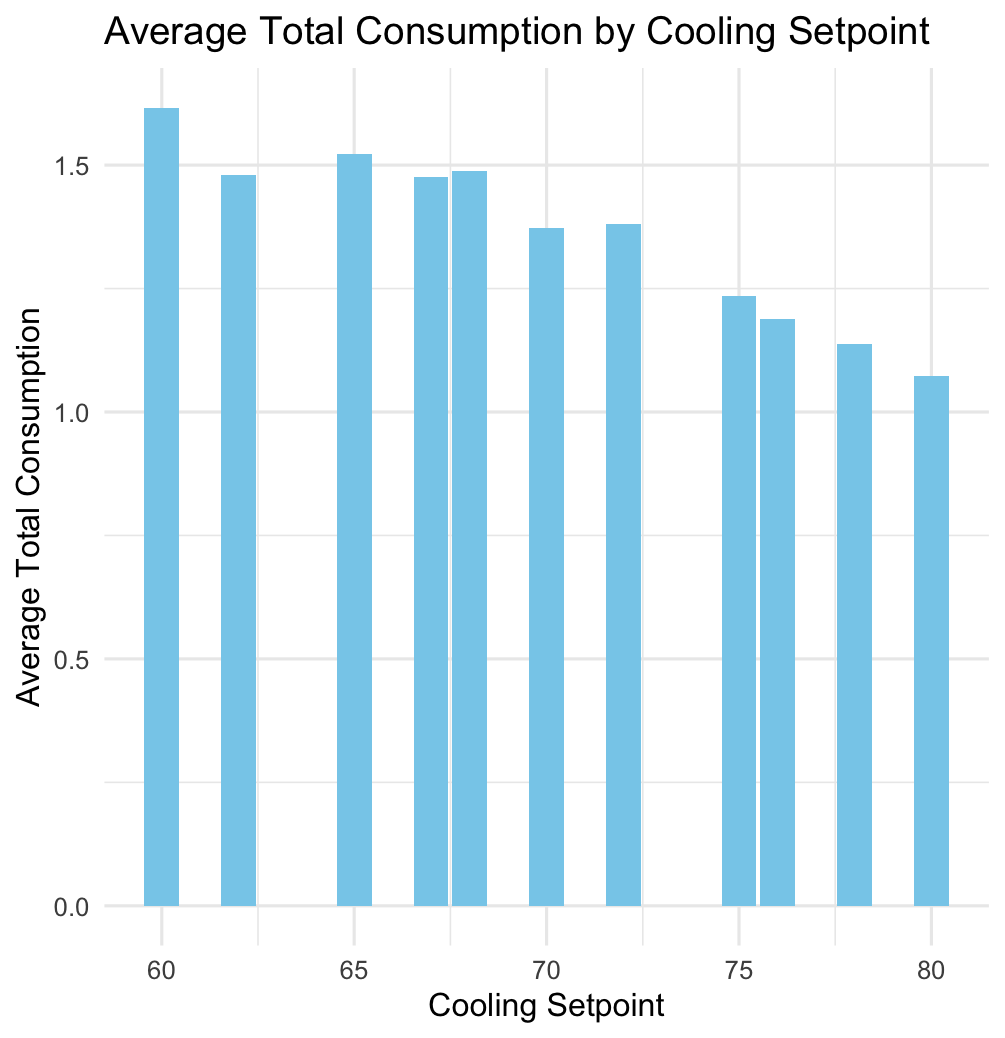 Average Total Consumption by Cooling Setpoint
Average Total Consumption
1.5
1.0
0.5
0.0
60 65 70 75 80
Cooling Setpoint